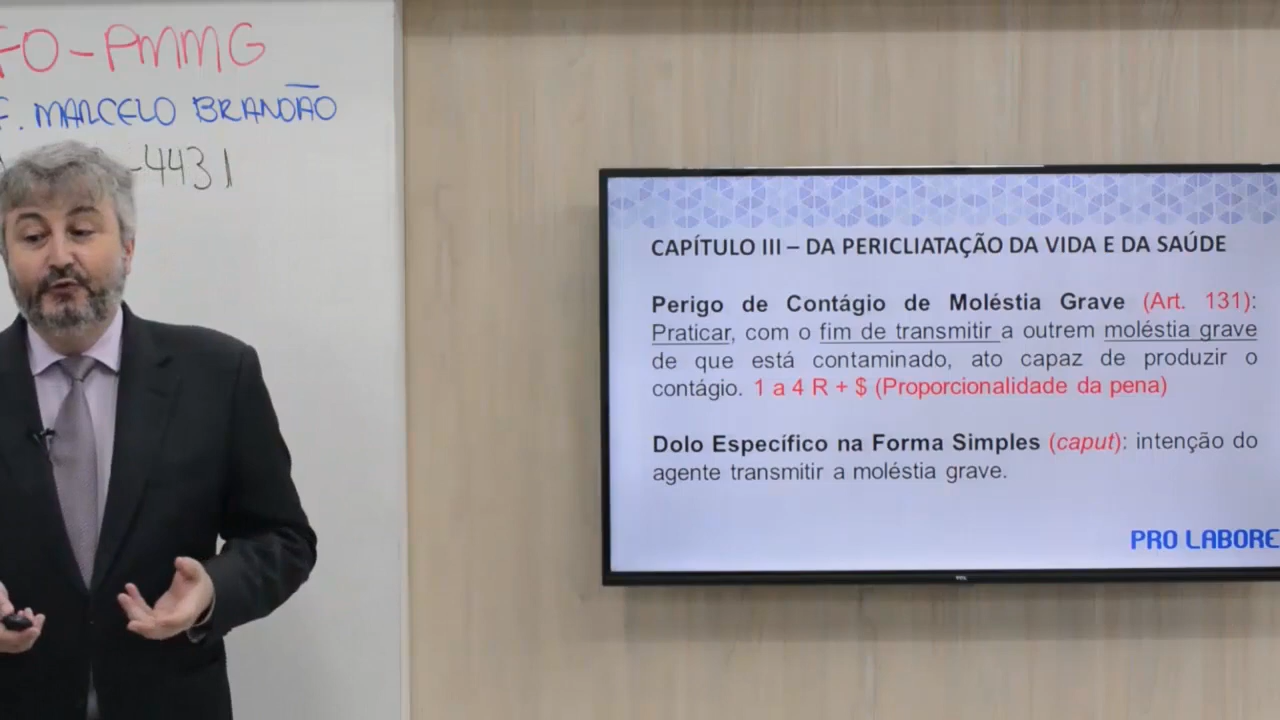 FO-PMMG
F. MARCELO BRANDÃO
-4431
CAPÍTULO III – DA PERICLIATAÇÃO DA VIDA E DA SAÚDE
Perigo de Contágio de Moléstia Grave (Art. 131):
Praticar, com o fim de transmitir a outrem moléstia grave
de que está contaminado, ato capaz de produzir o
contágio. 1 a 4 R + $ (Proporcionalidade da pena)
Dolo Específico na Forma Simples (caput): intenção do
agente transmitir a moléstia grave.
PRO LABORE
TCL